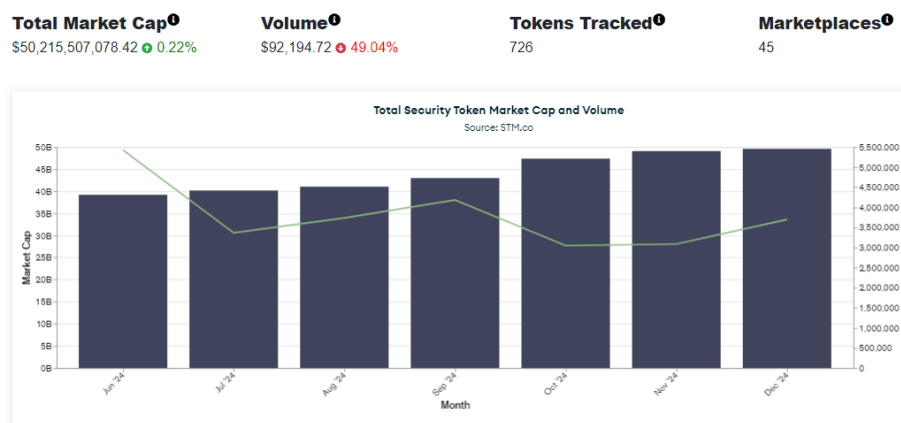 Total Market Cap Volume Tokens Tracked Marketplaces
$50,215,507,078.42 0.22% $92,194.72 49.04% 726 45
Total Security Token Market Cap and Volume
Source: STM.co
50B 5,500,000
45B 5,000,000
40B 4,500,000
35B 4,000,000
30B 3,500,000
25B 3,000,000
20B 2,500,000
15B 2,000,000
10B 1,500,000
5B 1,000,000
0B 500,000
0
Market Cap
Jun '24 Jul '24 Aug '24 Sep '24 Oct '24 Nov '24 Dec '24
Month